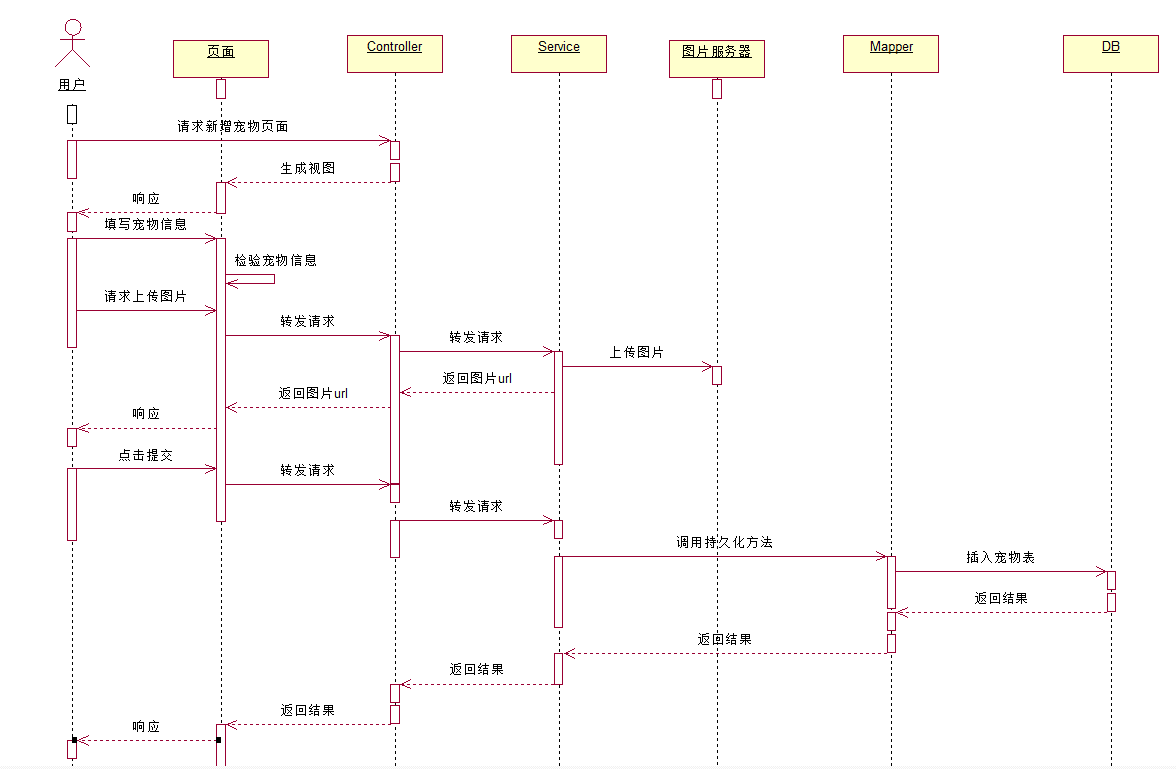 用户
页面
Controller
Service
图片服务器
Mapper
DB
请求新增宠物页面
生成视图
响应
填写宠物信息
检验宠物信息
请求上传图片
转发请求
转发请求
上传图片
返回图片url
返回图片url
响应
点击提交
转发请求
转发请求
调用持久化方法
插入宠物表
返回结果
返回结果
返回结果
返回结果
响应